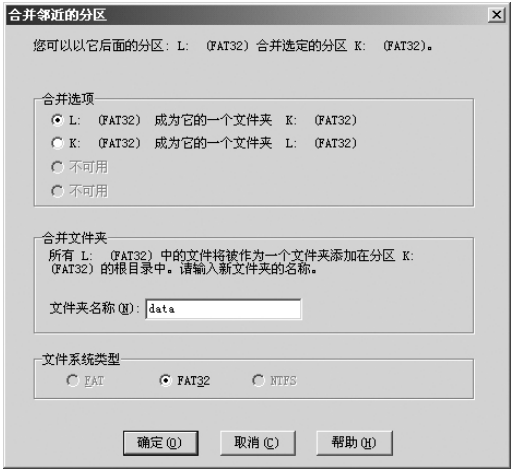 合并邻近的分区
您可以以它后面的分区: L: (FAT32) 合并选定的分区 K: (FAT32)。
合并选项
L: (FAT32) 成为它的一个文件夹 K: (FAT32)
K: (FAT32) 成为它的一个文件夹 L: (FAT32)
不可用
不可用
合并文件夹
所有 L: (FAT32) 中的文件将被作为一个文件夹添加在分区 K:
(FAT32) 的根目录中。请输入新文件夹的名称。
文件夹名称(N): data
文件系统类型
FAT FAT32 NTFS
确定(O) 取消(C) 帮助(H)